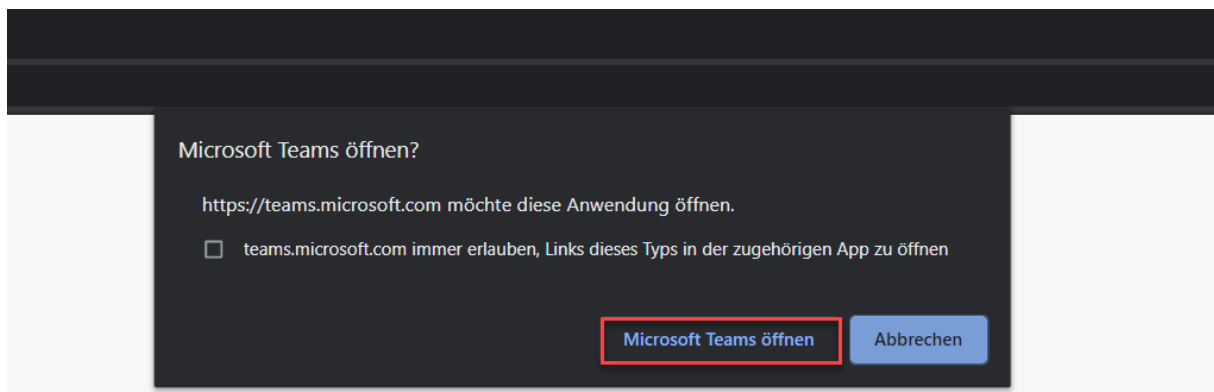 Microsoft Teams öffnen?
https://teams.microsoft.com möchte diese Anwendung öffnen.
teams.microsoft.com immer erlauben, Links dieses Typs in der zugehörigen App zu öffnen
Microsoft Teams öffnen Abbrechen